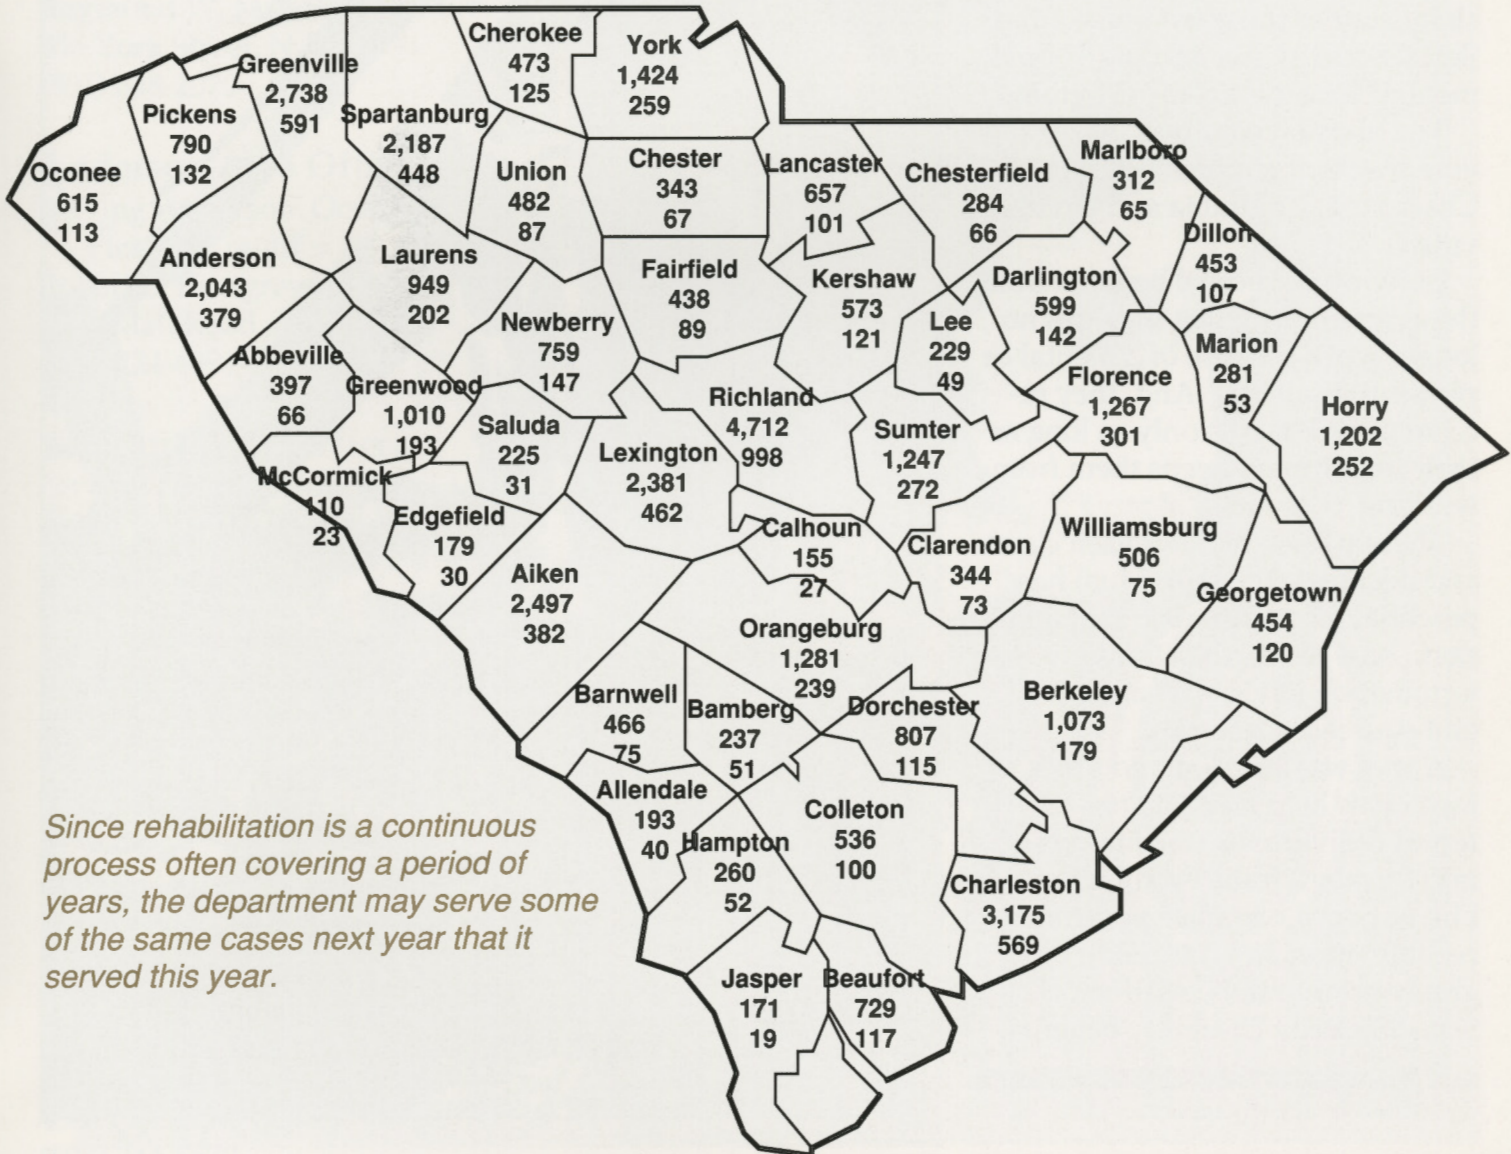 Cherokee
473
125
York
1,424
259
Greenville
2,738
591
Pickens
790
132
Spartanburg
2,187
448
Oconee
615
113
Union
482
87
Chester
343
67
Lancaster
657
101
Chesterfield
284
66
Marlboro
312
65
Dillon
453
107
Anderson
2,043
379
Laurens
949
202
Fairfield
438
89
Kershaw
573
121
Darlington
599
142
Lee
229
49
Newberry
759
147
Marion
281
53
Abbeville
397
66
Greenwood
1,010
193
Florence
1,267
301
Richland
4,712
998
Horry
1,202
252
Saluda
225
31
Sumter
1,247
272
Lexington
2,381
462
McCormick
110
23
Edgefield
179
30
Calhoun
155
27
Clarendon
344
73
Williamsburg
506
75
Aiken
2,497
382
Georgetown
454
120
Orangeburg
1,281
239
Barnwell
466
75
Bamberg
237
51
Dorchester
807
115
Berkeley
1,073
179
Allendale
193
40
Colleton
536
100
Hampton
260
52
Charleston
3,175
569
Jasper
171
19
Beaufort
729
117
Since rehabilitation is a continuous
process often covering a period of
years, the department may serve some
of the same cases next year that it
served this year.